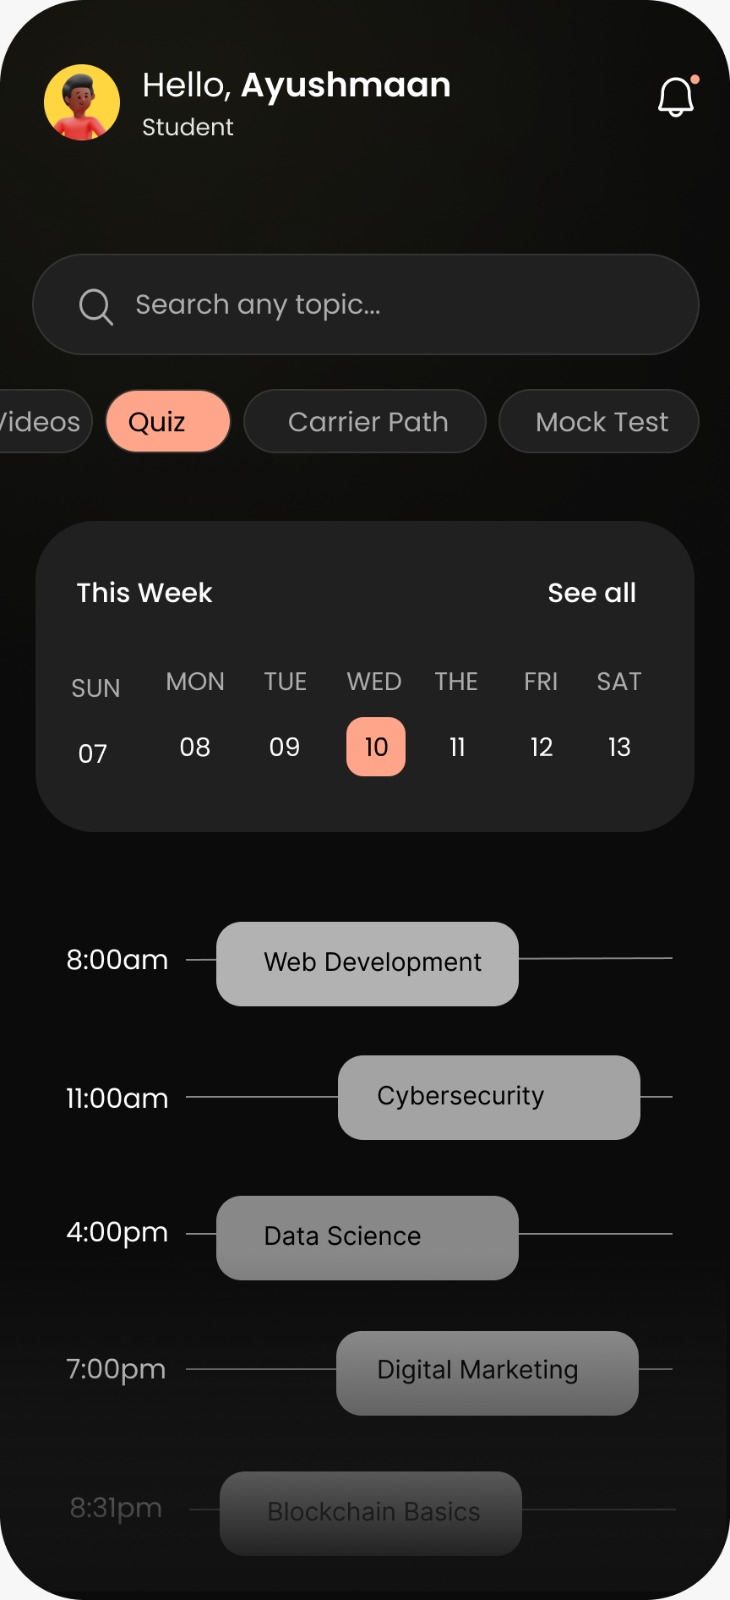 Hello, Ayushmaan
Student
Search any topic...
Videos Quiz Carrier Path Mock Test
This Week See all
SUN MON TUE WED THE FRI SAT
07 08 09 10 11 12 13
8:00am Web Development
11:00am Cybersecurity
4:00pm Data Science
7:00pm Digital Marketing
8:31pm Blockchain Basics